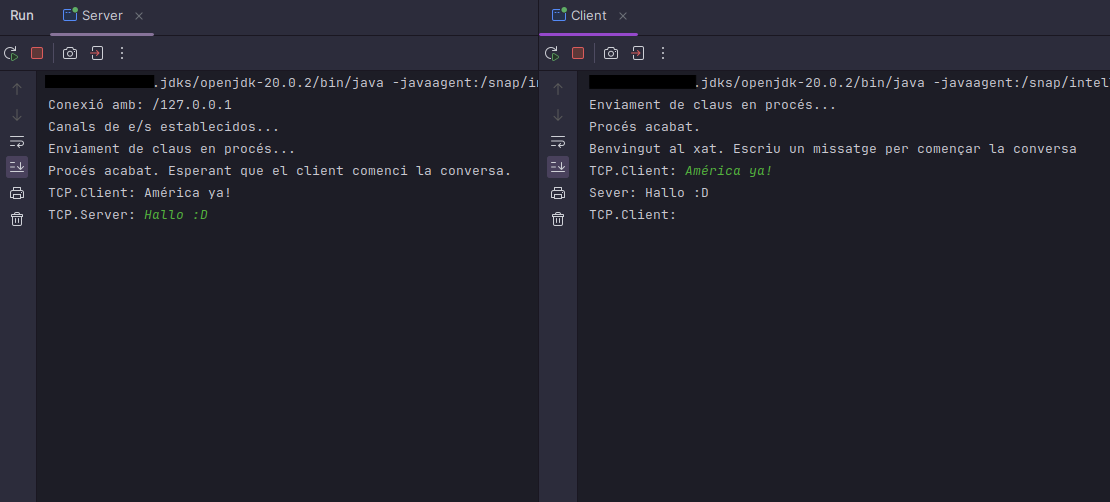 Run
Server
.jdks/openjdk-20.0.2/bin/java -javaagent:/snap/in
Conexió amb: /127.0.0.1
Canals de e/s establecidos...
Enviament de claus en procés...
Procés acabat. Esperant que el client comenci la conversa.
TCP.Client: América ya!
TCP.Server: Hallo :D
Client
.jdks/openjdk-20.0.2/bin/java -javaagent:/snap/intel
Enviament de claus en procés...
Procés acabat.
Benvingut al xat. Escriu un missatge per començar la conversa
TCP.Client: América ya!
Sever: Hallo :D
TCP.Client: